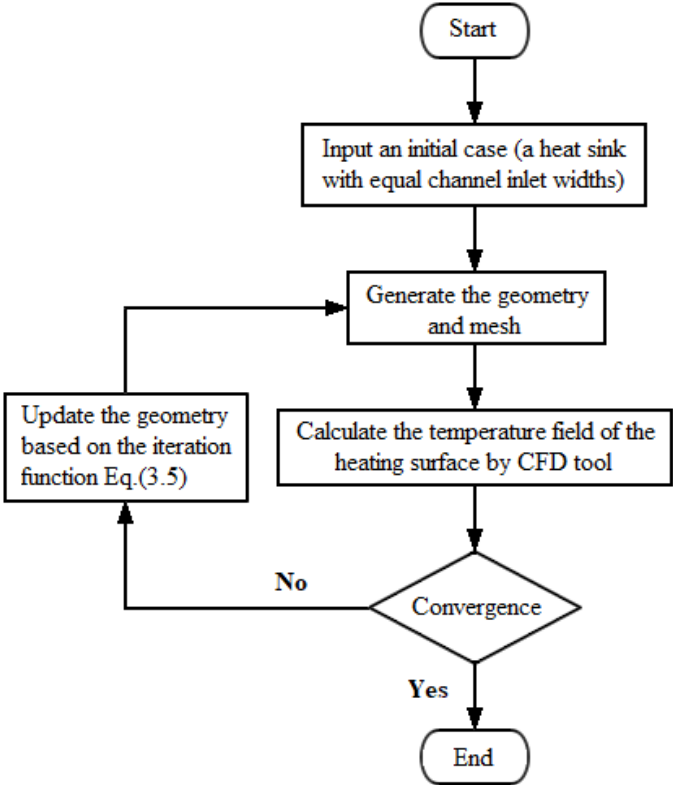 Start
Input an initial case (a heat sink
with equal channel inlet widths)
Generate the geometry
and mesh
Update the geometry
based on the iteration
function Eq.(3.5)
Calculate the temperature field of the
heating surface by CFD tool
No
Convergence
Yes
End